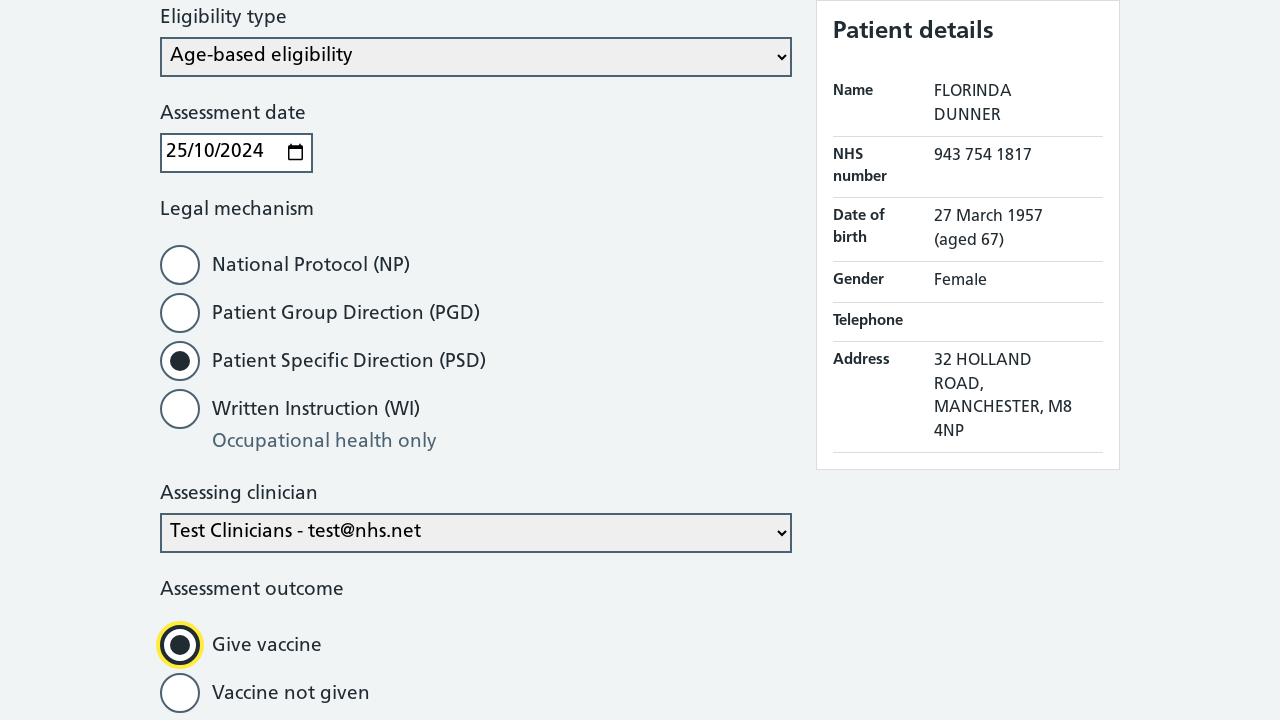 Eligibility type
Age-based eligibility
Assessment date
25/10/2024
Legal mechanism
National Protocol (NP)
Patient Group Direction (PGD)
Patient Specific Direction (PSD)
Written Instruction (WI)
Occupational health only
Assessing clinician
Test Clinicians - test@nhs.net
Assessment outcome
Give vaccine
Vaccine not given
Patient details
Name FLORINDA
DUNNER
NHS 943 754 1817
number
Date of 27 March 1957
birth (aged 67)
Gender Female
Telephone
Address 32 HOLLAND
ROAD,
MANCHESTER, M8
4NP